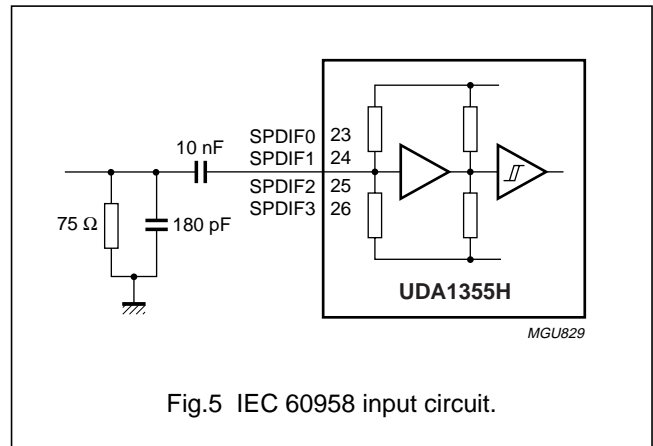 SPDIF0 23
10 nF SPDIF1 24
SPDIF2 25
SPDIF3 26
75 Ω 180 pF
UDA1355H
MGU829
Fig.5 IEC 60958 input circuit.